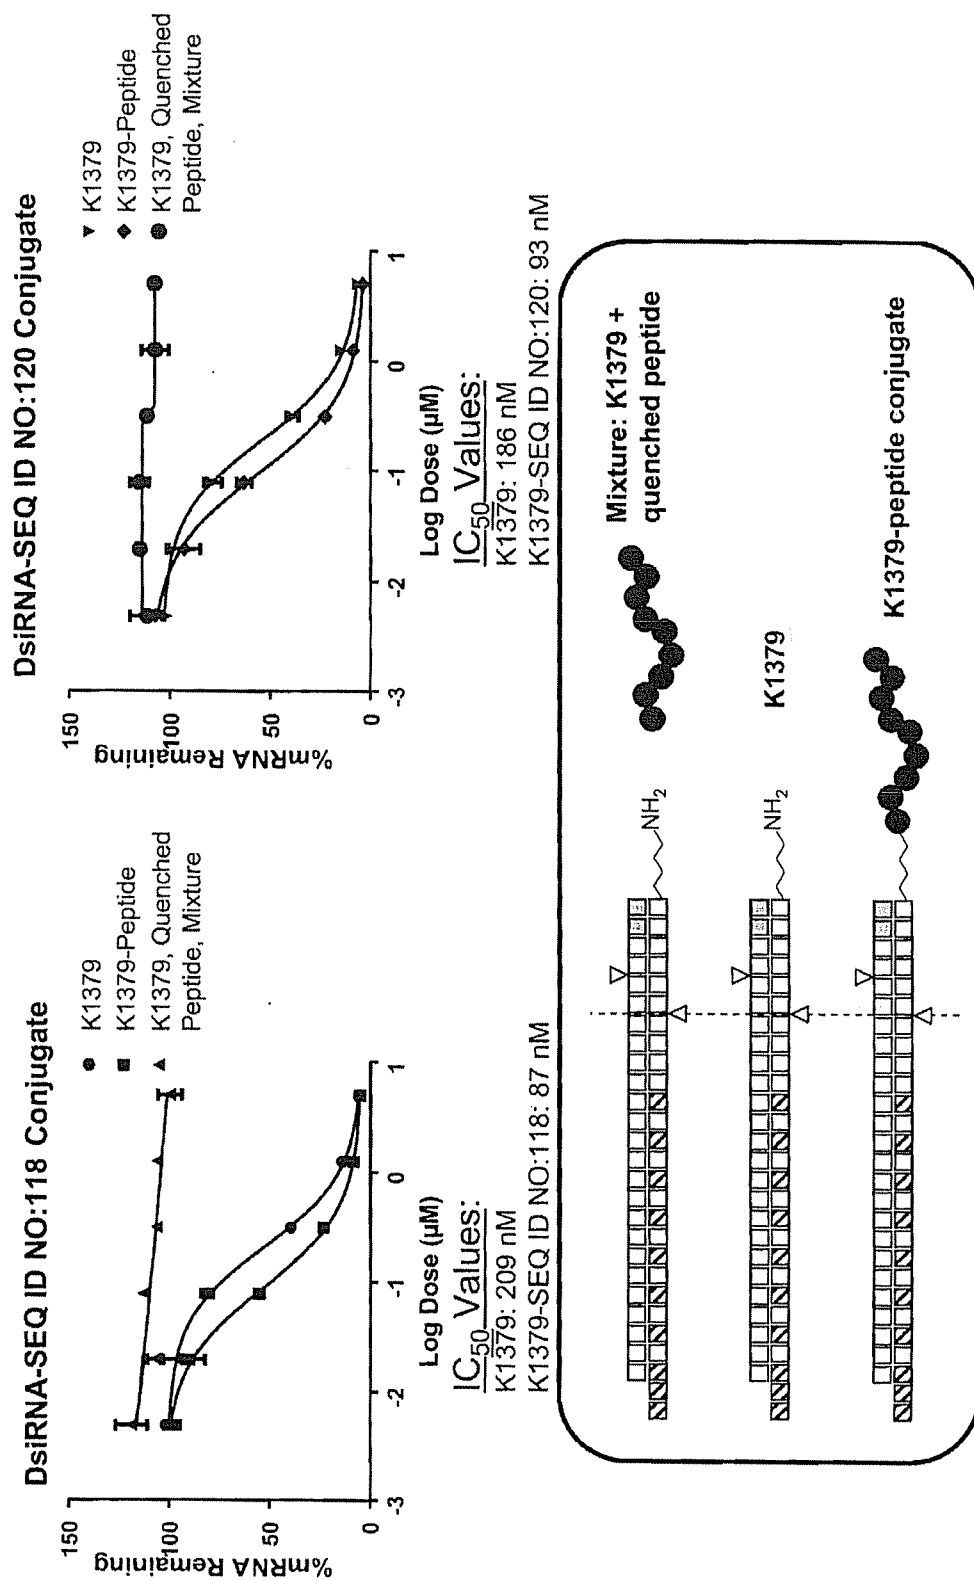 DsiRNA-SEQ ID NO:118 Conjugate
150
100
50
0
%mRNA Remaining
-3
-2
-1
0
1
Log Dose (µM)
K1379
K1379-Peptide
K1379, Quenched
Peptide, Mixture
IC50 Values:
K1379: 209 nM
K1379-SEQ ID NO:118: 87 nM
DsiRNA-SEQ ID NO:120 Conjugate
150
100
50
0
%mRNA Remaining
-3
-2
-1
0
1
Log Dose (µM)
K1379
K1379-Peptide
K1379, Quenched
Peptide, Mixture
IC50 Values:
K1379: 186 nM
K1379-SEQ ID NO:120: 93 nM
NH2
Mixture: K1379 +
quenched peptide
NH2
K1379
K1379-peptide conjugate